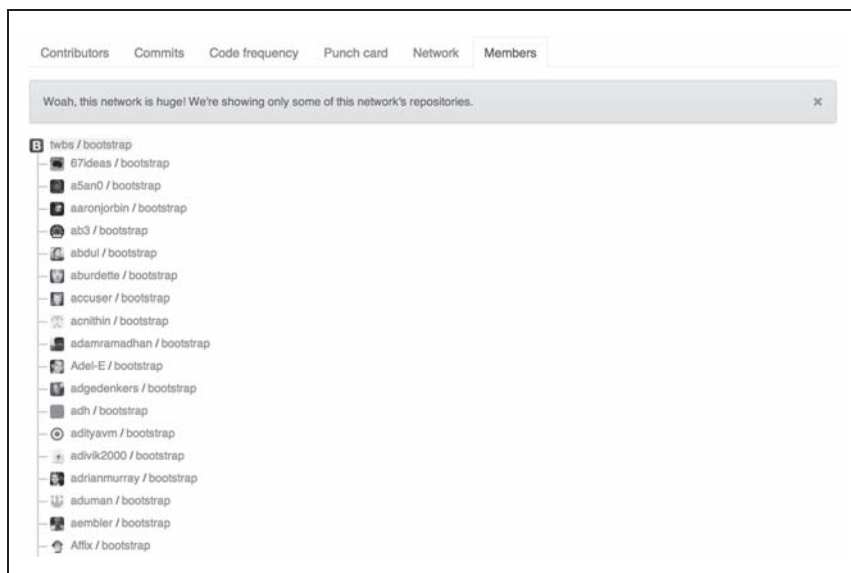 Contributors Commits Code frequency Punch card Network Members
Woah, this network is huge! We're showing only some of this network's repositories. ×
B twbs / bootstrap
67ideas / bootstrap
a5an0 / bootstrap
aaronjorbin / bootstrap
ab3 / bootstrap
abdul / bootstrap
aburdette / bootstrap
accuser / bootstrap
acnithin / bootstrap
adamramadhan / bootstrap
Adel-E / bootstrap
adgedenkers / bootstrap
adh / bootstrap
adityavm / bootstrap
adivik2000 / bootstrap
adrianmurray / bootstrap
aduman / bootstrap
aembler / bootstrap
Affix / bootstrap